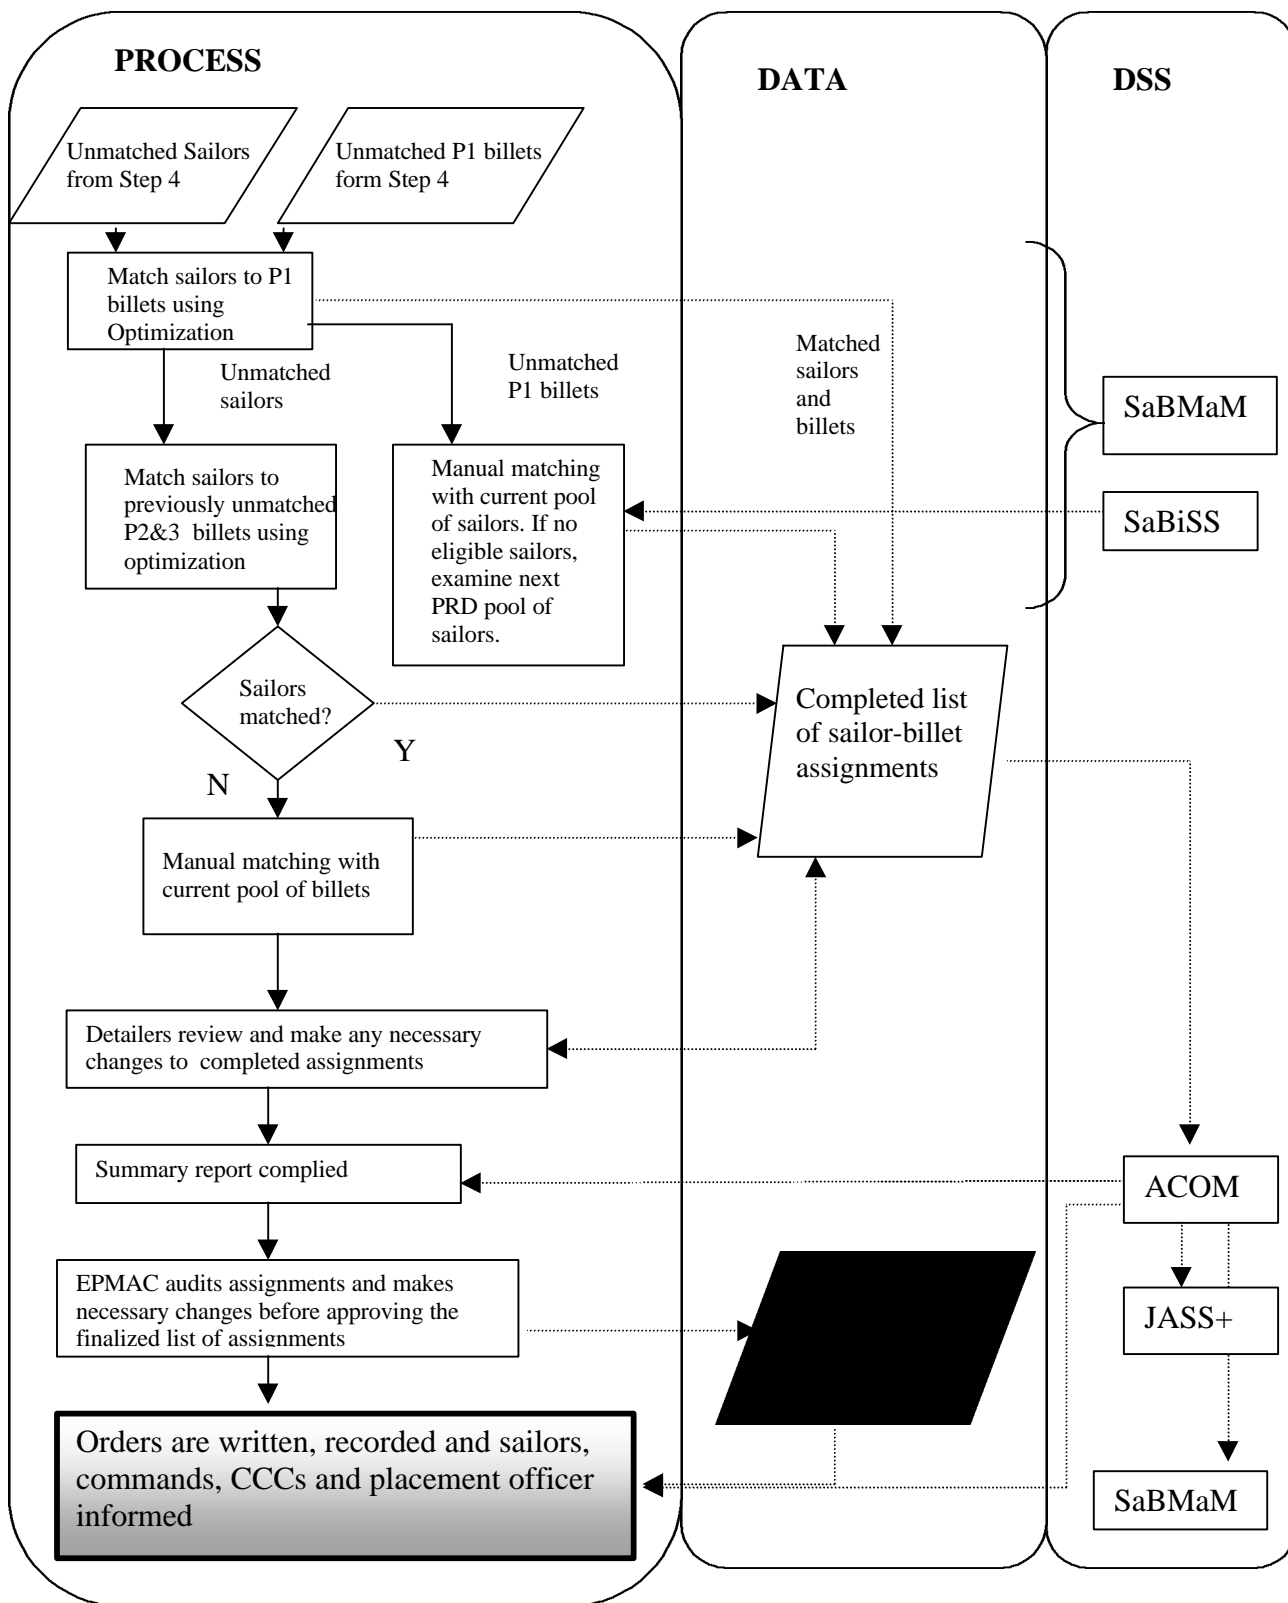 PROCESS
DATA
DSS
Unmatched Sailors
from Step 4
Unmatched P1 billets
form Step 4
Match sailors to P1
billets using
Optimization
Unmatched
sailors
Unmatched
P1 billets
Matched
sailors
and
billets
SaBMaM
SaBiSS
Match sailors to
previously unmatched
P2&3 billets using
optimization
Manual matching
with current pool
of sailors. If no
eligible sailors,
examine next
PRD pool of
sailors.
Sailors
matched?
Y
N
Completed list
of sailor-billet
assignments
Manual matching with
current pool of billets
Detailers review and make any necessary
changes to completed assignments
Summary report complied
ACOM
EPMAC audits assignments and makes
necessary changes before approving the
finalized list of assignments
JASS+
Orders are written, recorded and sailors,
commands, CCCs and placement officer
informed
SaBMaM